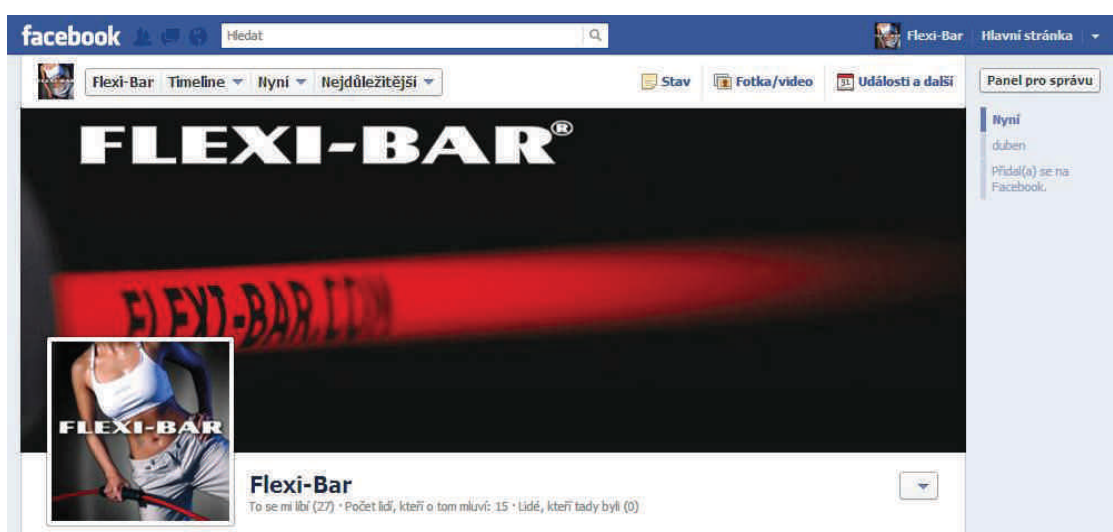 facebook
Hledat
Flexi-Bar Hlavní stránka
Flexi-Bar Timeline Nyní Nejdůležitější
Stav Fotka/video 31 Události a další
Panel pro správu
Nyní
duben
Přidal(a) se na
Facebook.
FLEXI-BAR®
FLEXI-BAR.COM
FLEXI-BAR
Flexi-Bar
To se mi líbí (27) · Počet lidí, kteří o tom mluví: 15 · Lidé, kteří tady byli (0)